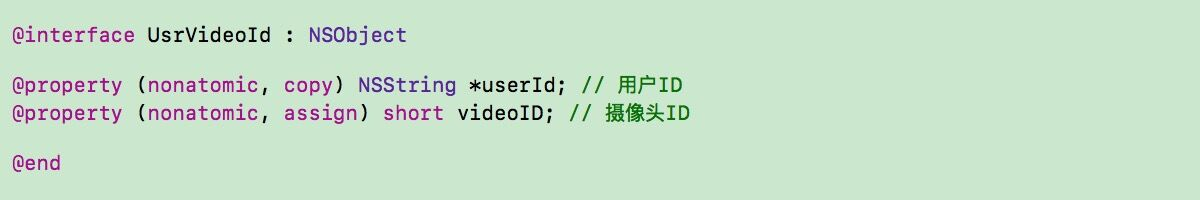 @interface UsrVideoId : NSObject
@property (nonatomic, copy) NSString *userId; // 用户ID
@property (nonatomic, assign) short videoID; // 摄像头ID
@end